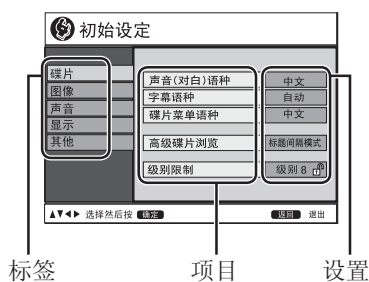 初始设定
碟片
图像
声音
显示
其他
声音(对白)语种 中文
字幕语种 自动
碟片菜单语种 中文
高级碟片浏览 标题间隔模式
级别限制 级别 8
▲▼◀▶ 选择然后按 确定 返回 退出
标签 项目 设置